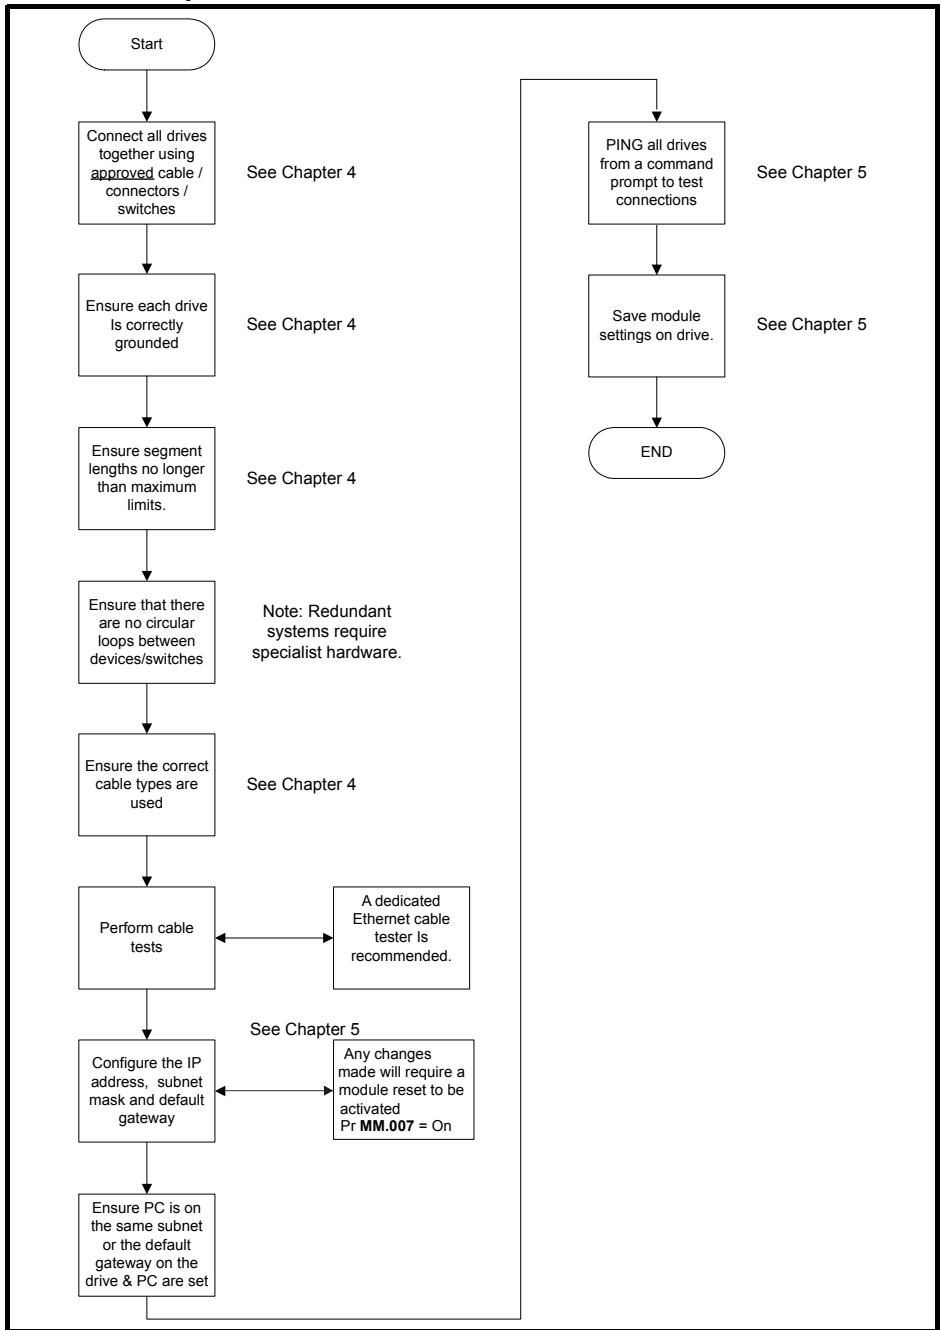 Start
Connect all drives
together using
approved cable /
connectors /
switches
See Chapter 4
Ensure each drive
Is correctly
grounded
See Chapter 4
Ensure segment
lengths no longer
than maximum
limits.
See Chapter 4
Ensure that there
are no circular
loops between
devices/switches
Note: Redundant
systems require
specialist hardware.
Ensure the correct
cable types are
used
See Chapter 4
Perform cable
tests
A dedicated
Ethernet cable
tester Is
recommended.
See Chapter 5
Configure the IP
address, subnet
mask and default
gateway
Any changes
made will require a
module reset to be
activated
Pr MM.007 = On
Ensure PC is on
the same subnet
or the default
gateway on the
drive & PC are set
PING all drives
from a command
prompt to test
connections
See Chapter 5
Save module
settings on drive.
See Chapter 5
END